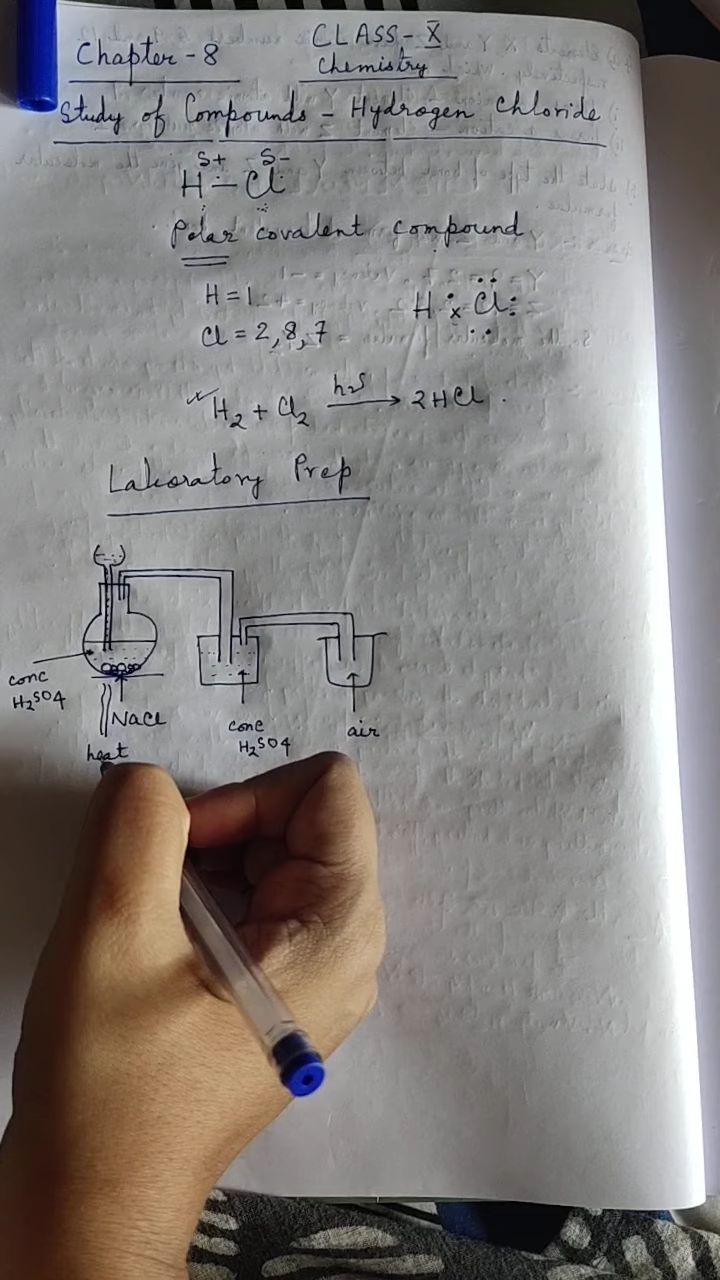 CLASS - X
Chapter - 8
Chemistry
Study of Compounds - Hydrogen Chloride
δ+ δ-
H - Cl
Polar covalent compound
H = 1
Cl = 2, 8, 7
H x Cl
H₂ + Cl₂ hν → 2HCl.
Laboratory Prep
conc
H₂SO4
NaCl
heat
conc
H₂SO4
air